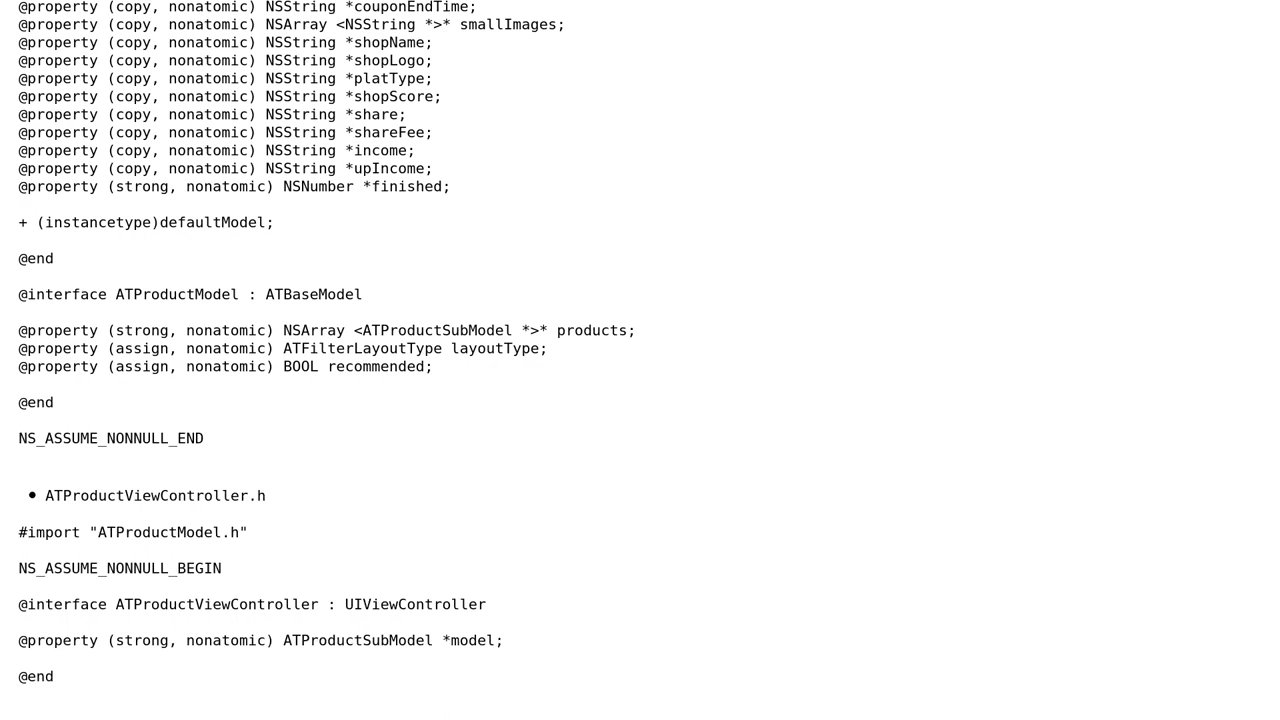 @property (copy, nonatomic) NSString *couponEndTime;
@property (copy, nonatomic) NSArray <NSString *>* smallImages;
@property (copy, nonatomic) NSString *shopName;
@property (copy, nonatomic) NSString *shopLogo;
@property (copy, nonatomic) NSString *platType;
@property (copy, nonatomic) NSString *shopScore;
@property (copy, nonatomic) NSString *share;
@property (copy, nonatomic) NSString *shareFee;
@property (copy, nonatomic) NSString *income;
@property (copy, nonatomic) NSString *upIncome;
@property (strong, nonatomic) NSNumber *finished;

+ (instancetype)defaultModel;

@end

@interface ATProductModel : ATBaseModel

@property (strong, nonatomic) NSArray <ATProductSubModel *>* products;
@property (assign, nonatomic) ATFilterLayoutType layoutType;
@property (assign, nonatomic) BOOL recommended;

@end

NS_ASSUME_NONNULL_END

• ATProductViewController.h

#import "ATProductModel.h"

NS_ASSUME_NONNULL_BEGIN

@interface ATProductViewController : UIViewController

@property (strong, nonatomic) ATProductSubModel *model;

@end